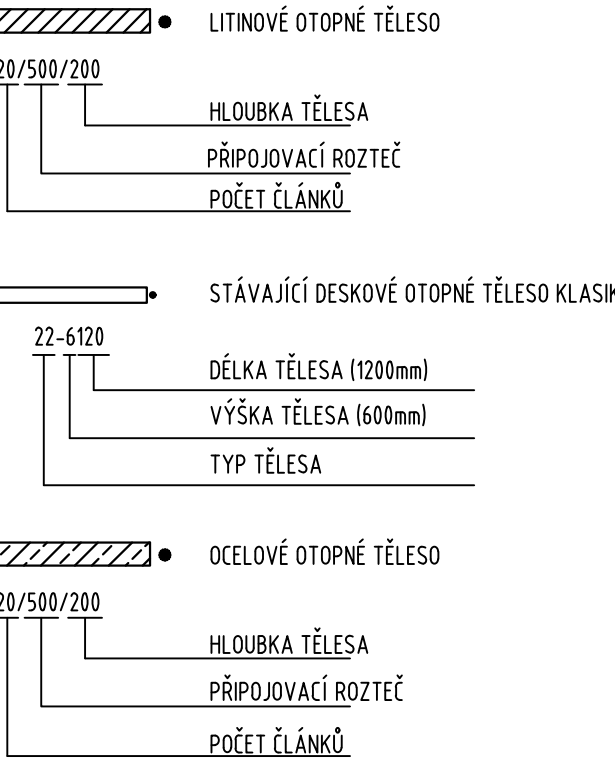 LITINOVÉ OTOPNÉ TĚLESO
20/500/200
HLOUBKA TĚLESA
PŘIPOJOVACÍ ROZTEČ
POČET ČLÁNKŮ
STÁVAJÍCÍ DESKOVÉ OTOPNÉ TĚLESO KLASIK
22-6120
DÉLKA TĚLESA (1200mm)
VÝŠKA TĚLESA (600mm)
TYP TĚLESA
OCELOVÉ OTOPNÉ TĚLESO
20/500/200
HLOUBKA TĚLESA
PŘIPOJOVACÍ ROZTEČ
POČET ČLÁNKŮ